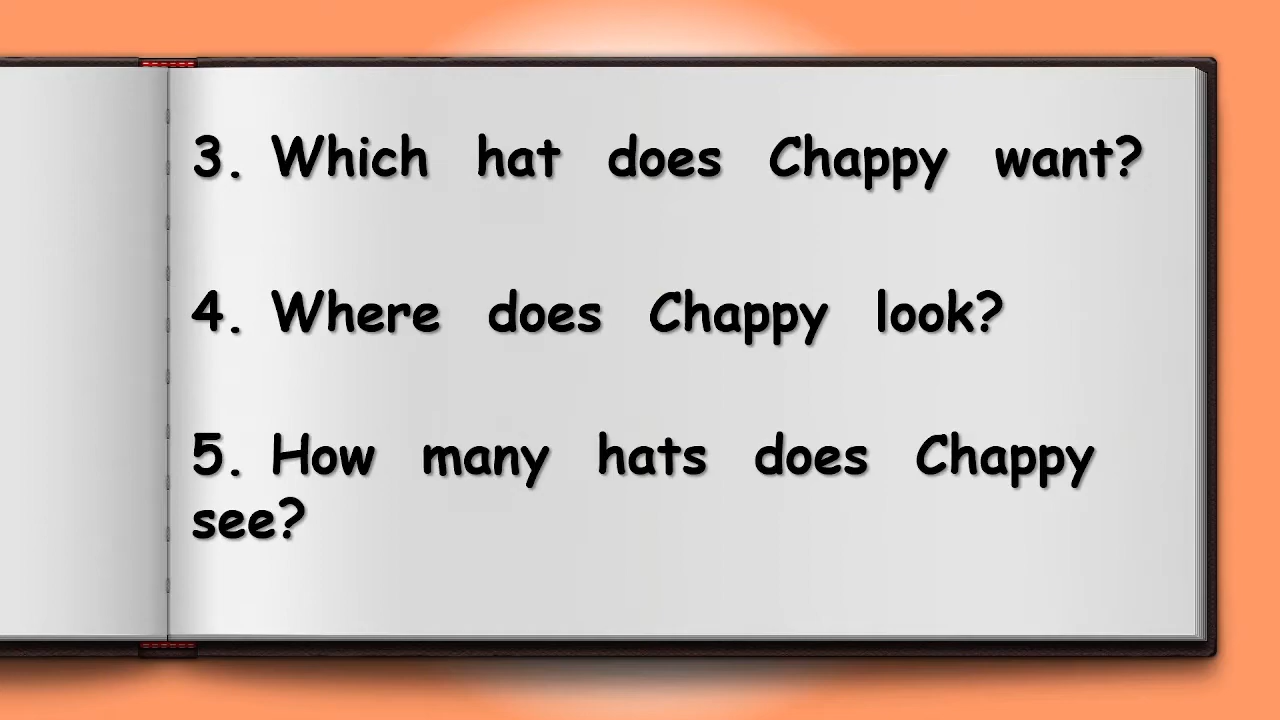 3. Which hat does Chappy want?
4. Where does Chappy look?
5. How many hats does Chappy
see?